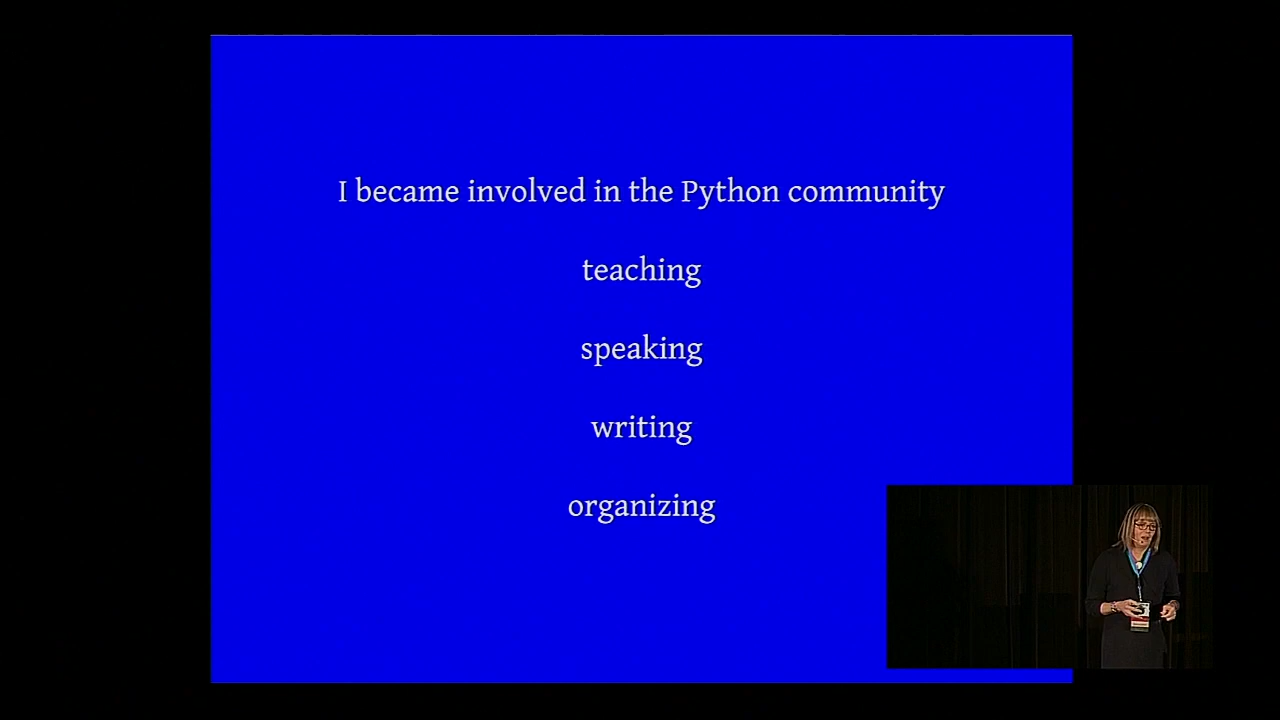 I became involved in the Python community
teaching
speaking
writing
organizing